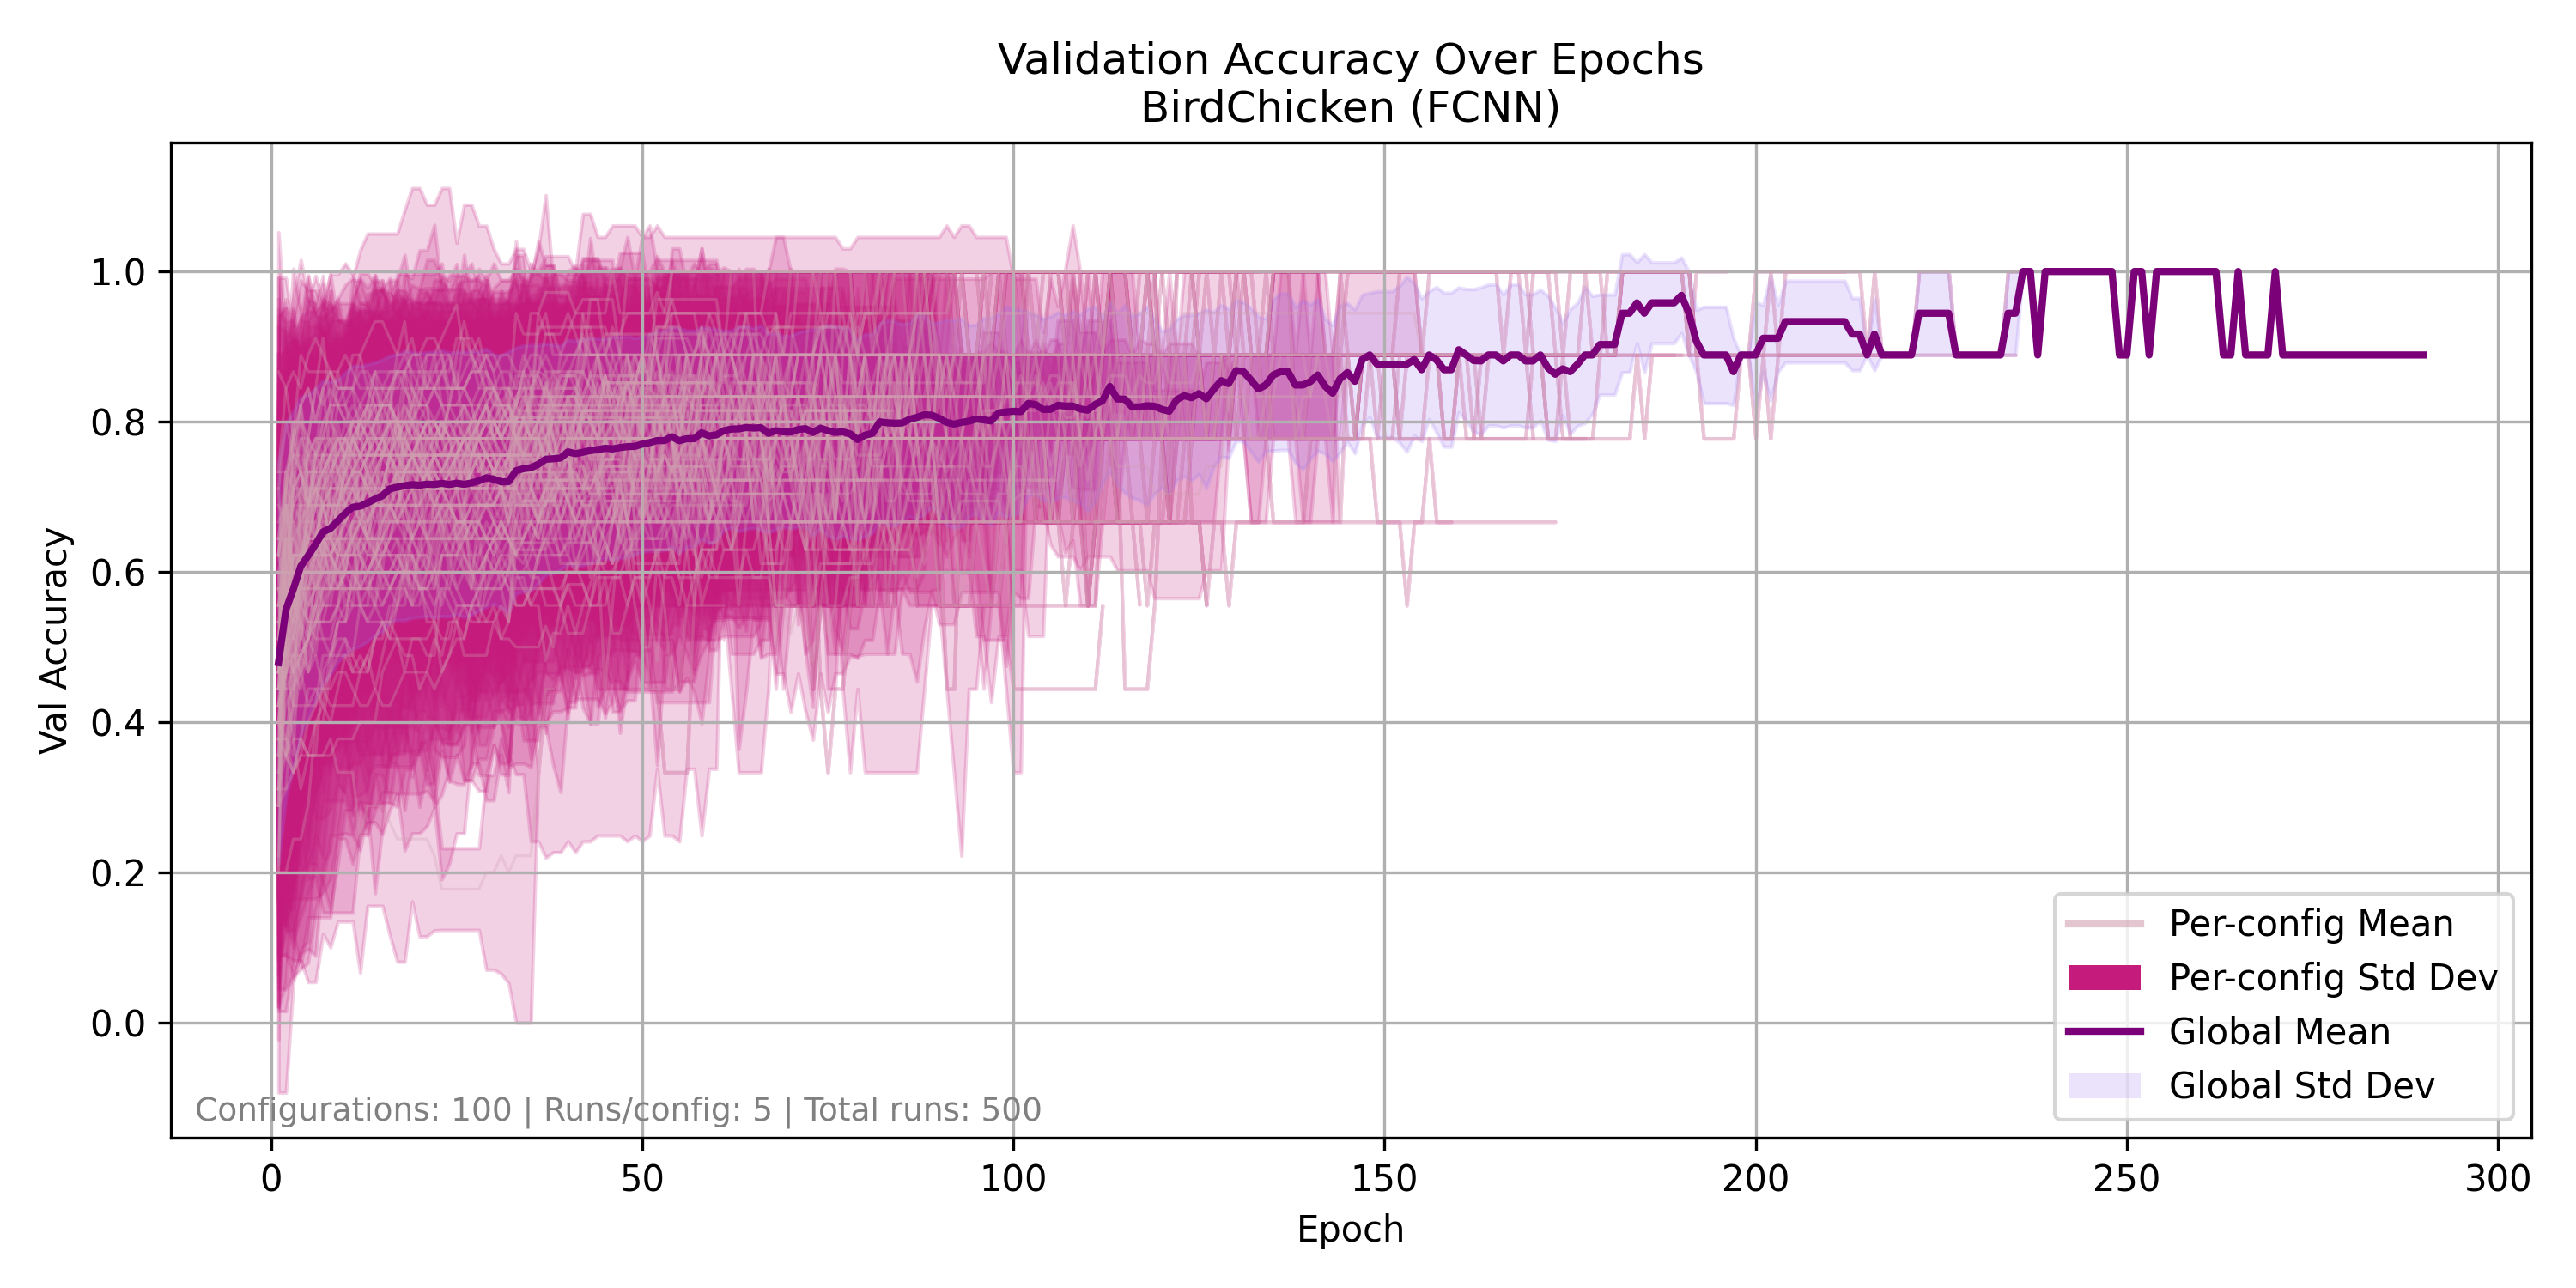 Validation Accuracy Over Epochs
BirdChicken (FCNN)
Val Accuracy
1.0
0.8
0.6
0.4
0.2
0.0
Configurations: 100 | Runs/config: 5 | Total runs: 500
Per-config Mean
Per-config Std Dev
Global Mean
Global Std Dev
0 50 100 150 200 250 300
Epoch